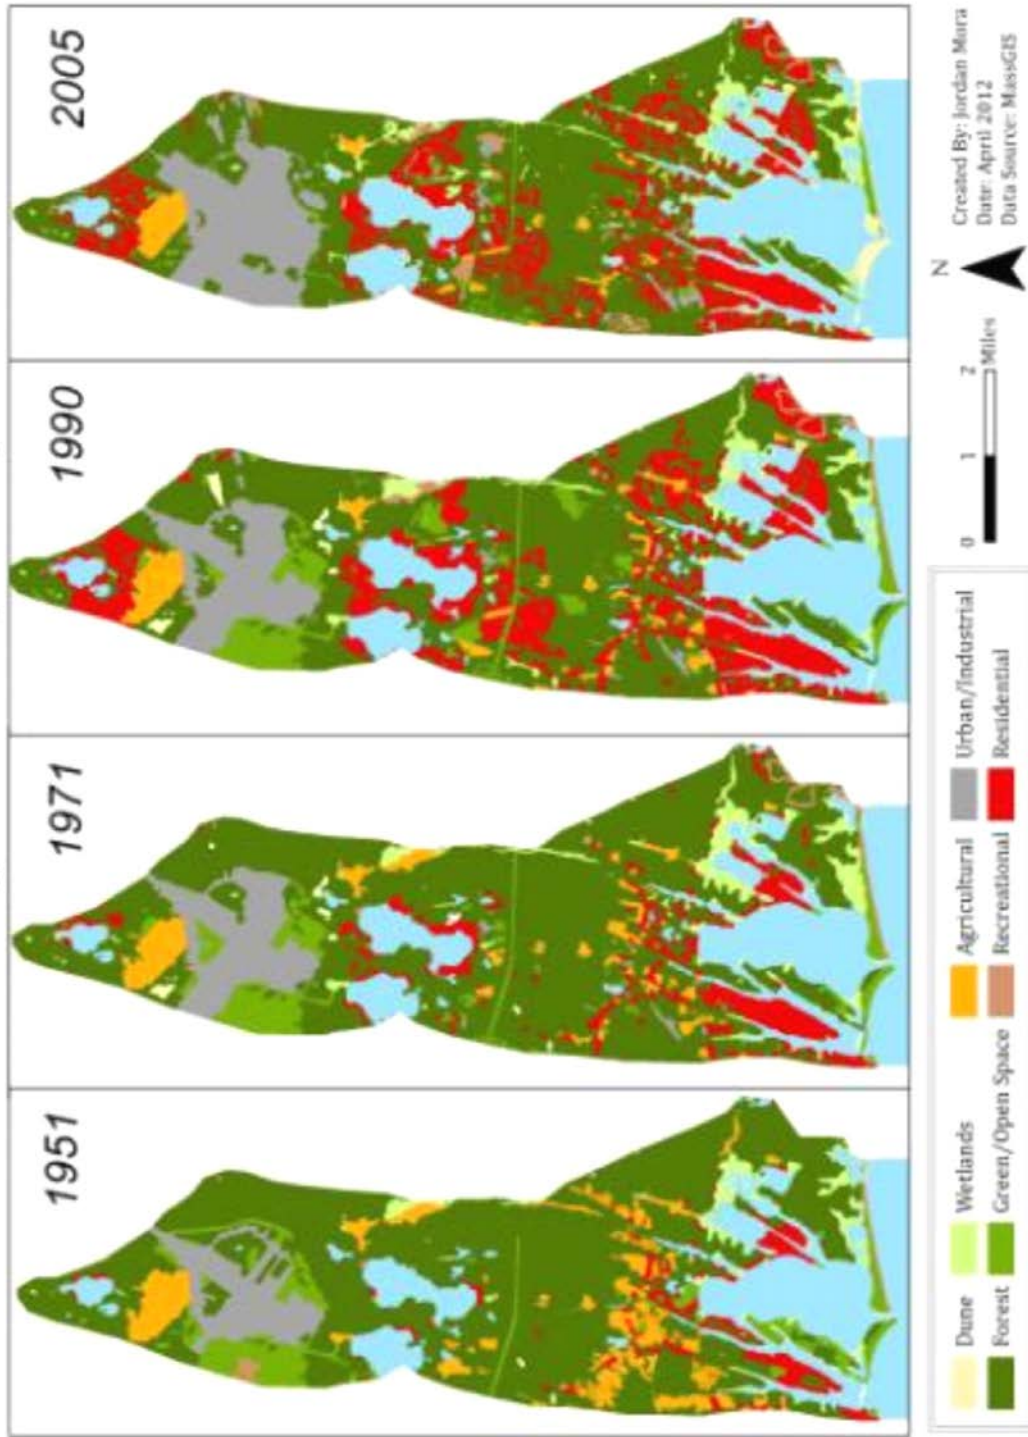 1951
1971
1990
2005
Dune
Wetlands
Agricultural
Urban/Industrial
Forest
Green/Open Space
Recreational
Residential
0 1 2
Miles
N
Created By: Jordan Mora
Date: April 2012
Data Source: MassGIS